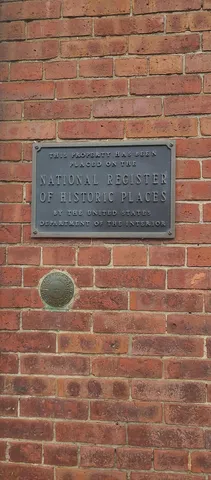 THIS PROPERTY HAS BEEN
PLACED ON THE
NATIONAL REGISTER
OF HISTORIC PLACES
BY THE UNITED STATES
DEPARTMENT OF THE INTERIOR